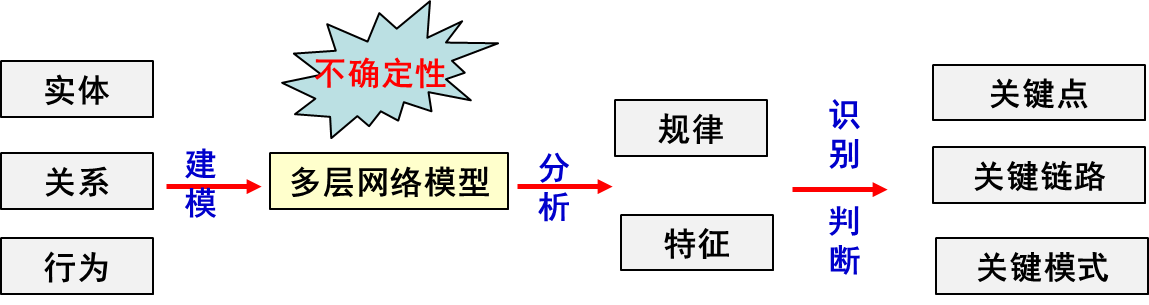 实体
关系
行为
建模
不确定性
多层网络模型
分析
规律
特征
识别
判断
关键点
关键链路
关键模式